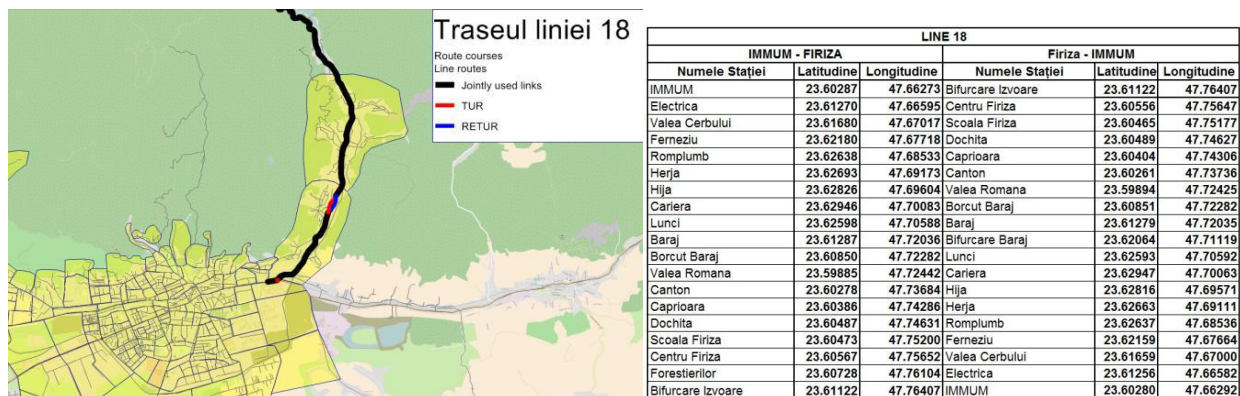 Traseul liniei 18
Route courses
Line routes
Jointly used links
TUR
RETUR
LINE 18
IMMUM - FIRIZA Firiza - IMMUM
Numele Stației Latitudine Longitudine Numele Stației Latitudine Longitudine
IMMUM 23.60287 47.66273 Bifurcare Izvoare 23.61122 47.76407
Electrica 23.61270 47.66595 Centru Firiza 23.60556 47.75647
Valea Cerbului 23.61680 47.67017 Scoala Firiza 23.60465 47.75177
Ferneziu 23.62180 47.67718 Dochita 23.60489 47.74627
Romplumb 23.62638 47.68533 Caprioara 23.60404 47.74306
Herja 23.62693 47.69173 Canton 23.60261 47.73736
Hija 23.62826 47.69604 Valea Romana 23.59894 47.72425
Cariera 23.62946 47.70083 Borcut Baraj 23.60851 47.72282
Lunci 23.62598 47.70588 Baraj 23.61279 47.72035
Baraj 23.61287 47.72036 Bifurcare Baraj 23.62064 47.71119
Borcut Baraj 23.60850 47.72282 Lunci 23.62593 47.70592
Valea Romana 23.59885 47.72442 Cariera 23.62947 47.70063
Canton 23.60278 47.73684 Hija 23.62816 47.69571
Caprioara 23.60386 47.74286 Herja 23.62663 47.69111
Dochita 23.60487 47.74631 Romplumb 23.62637 47.68536
Scoala Firiza 23.60473 47.75200 Ferneziu 23.62159 47.67664
Centru Firiza 23.60567 47.75652 Valea Cerbului 23.61659 47.67000
Forestierilor 23.60728 47.76104 Electrica 23.61256 47.66582
Bifurcare Izvoare 23.61122 47.76407 IMMUM 23.60280 47.66292